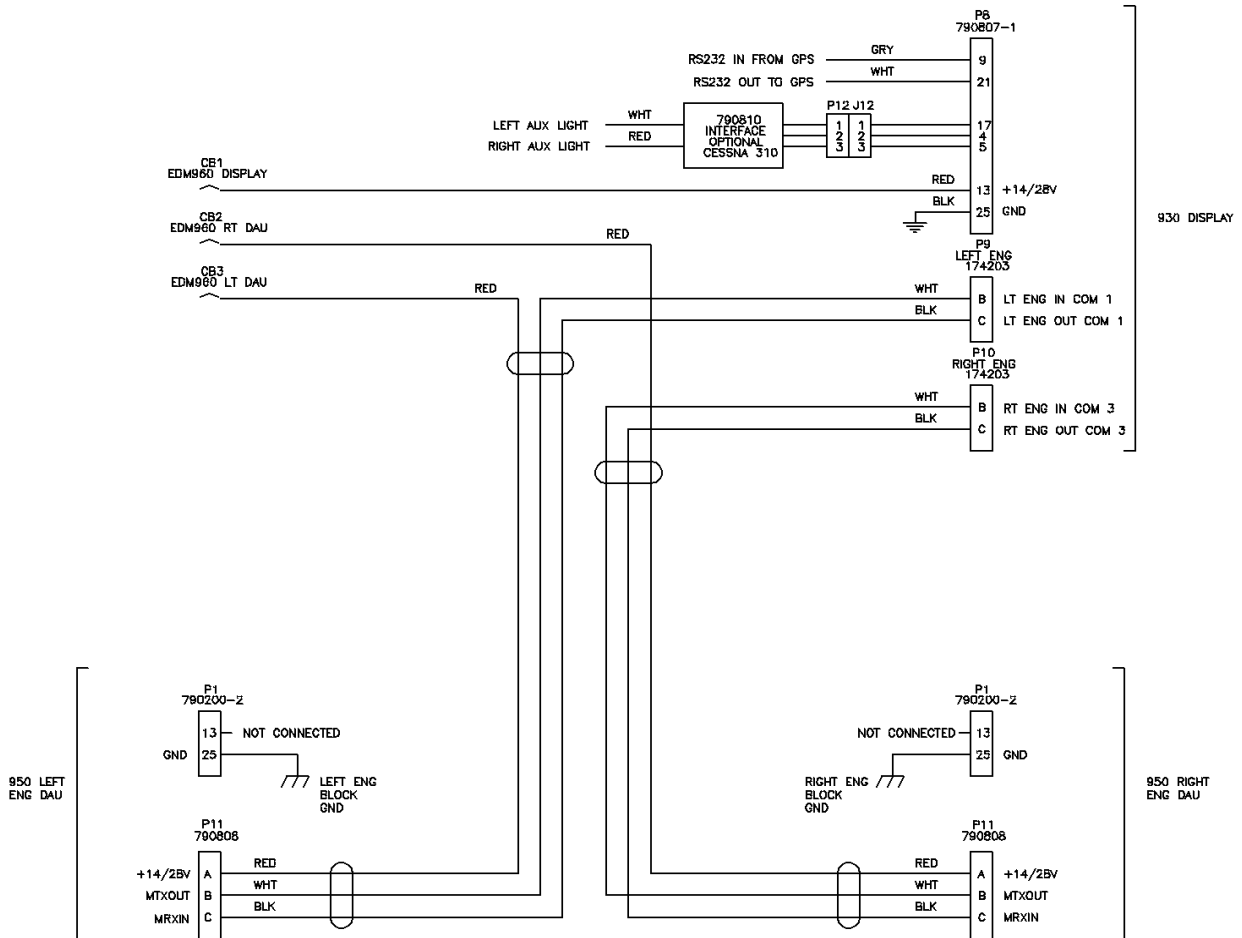 P8
790807-1
RS232 IN FROM GPS GRY 9
RS232 OUT TO GPS WHT 21
P12 J12
LEFT AUX LIGHT WHT
RIGHT AUX LIGHT RED
790810
INTERFACE
OPTIONAL
CESSNA 310
1 1 17
2 2 4
3 3 5
CB1
EDM960 DISPLAY
RED 13 +14/28V
BLK 25 GND
930 DISPLAY
CB2
EDM960 RT DAU
RED
CB3
EDM960 LT DAU
RED
P9
LEFT ENG
174203
WHT B LT ENG IN COM 1
BLK C LT ENG OUT COM 1
P10
RIGHT ENG
174203
WHT B RT ENG IN COM 3
BLK C RT ENG OUT COM 3
950 LEFT
ENG DAU
P1
790200-2
13 NOT CONNECTED
GND 25
LEFT ENG
BLOCK
GND
P11
790808
+14/28V A RED
MTXOUT B WHT
MRXIN C BLK
P1
790200-2
NOT CONNECTED 13
25 GND
RIGHT ENG
BLOCK
GND
950 RIGHT
ENG DAU
P11
790808
RED A +14/28V
WHT B MTXOUT
BLK C MRXIN